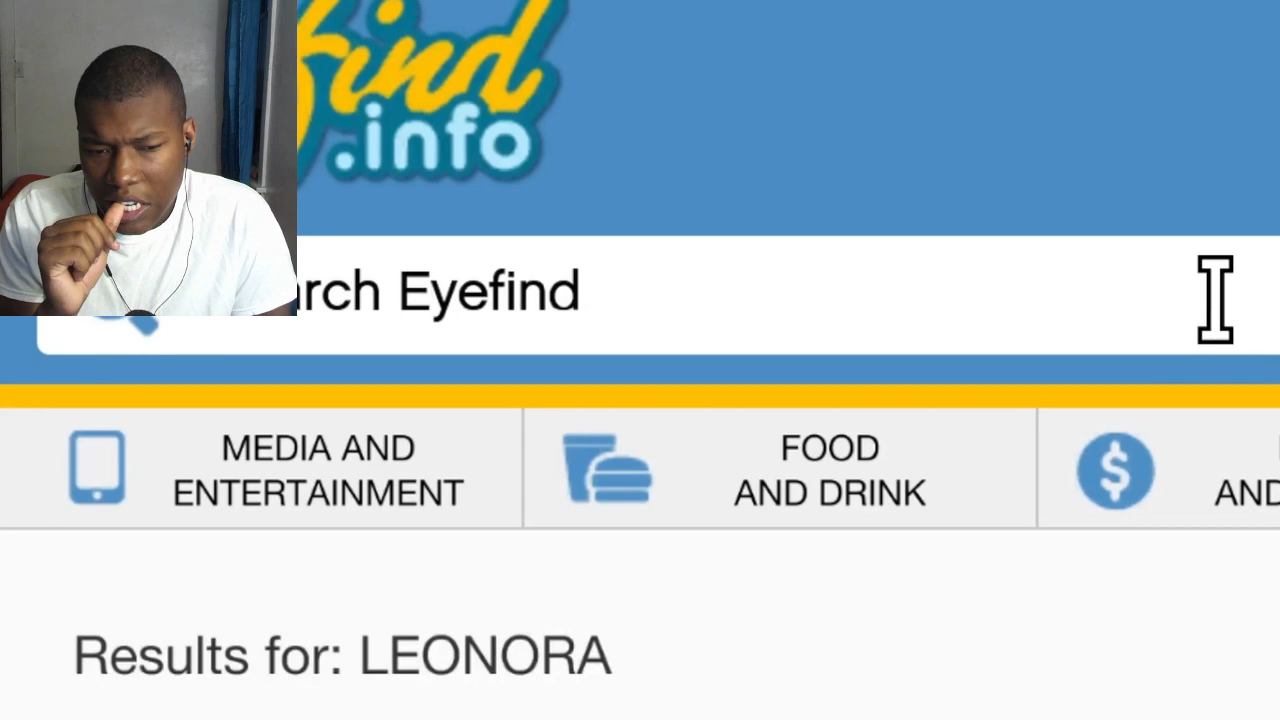 find
.info
rch Eyefind
MEDIA AND
ENTERTAINMENT
FOOD
AND DRINK
$
AND
Results for: LEONORA